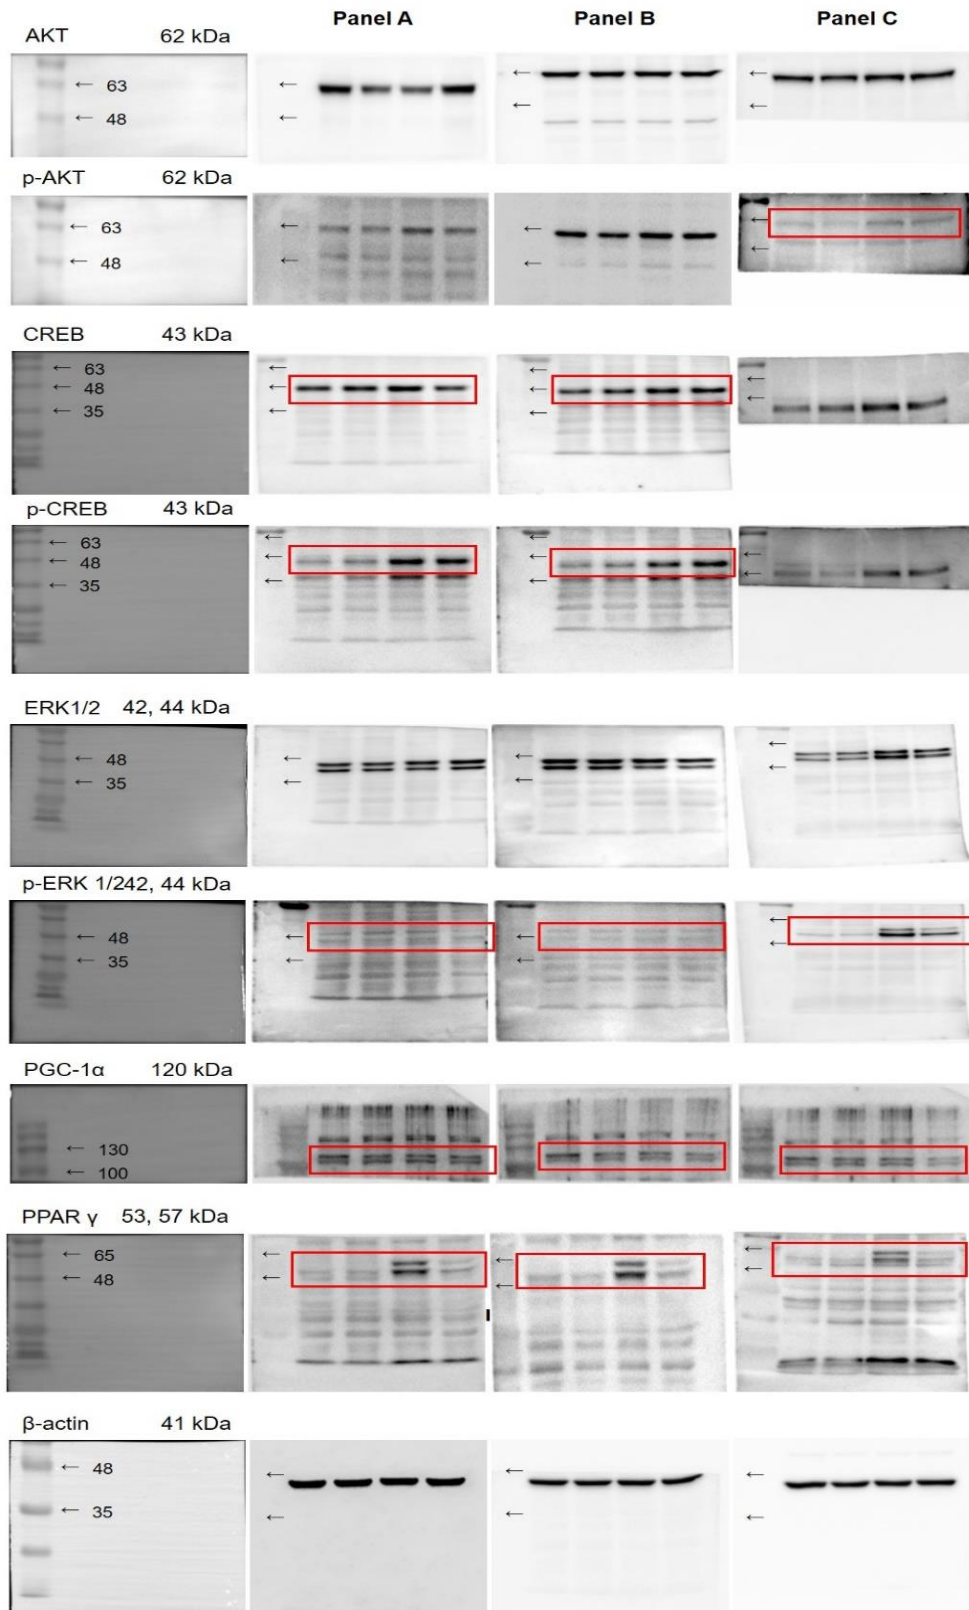 Panel A Panel B Panel C
AKT 62 kDa
← 63 ← ← ←
← 48 ← ← ←
p-AKT 62 kDa
← 63 ← ← ←
← 48 ← ← ←
CREB 43 kDa
← 63 ← ← ←
← 48 ← ← ←
← 35 ← ←
p-CREB 43 kDa
← 63 ← ←
← 48 ← ← ←
← 35 ← ← ←
ERK1/2 42, 44 kDa
← 48 ← ← ←
← 35 ← ← ←
p-ERK 1/242, 44 kDa
← 48 ← ← ←
← 35 ← ← ←
PGC-1α 120 kDa
← 130
← 100
PPAR γ 53, 57 kDa
← 65 ← ← ←
← 48 ← ← ←
β-actin 41 kDa
← 48 ← ← ←
← 35 ← ← ←